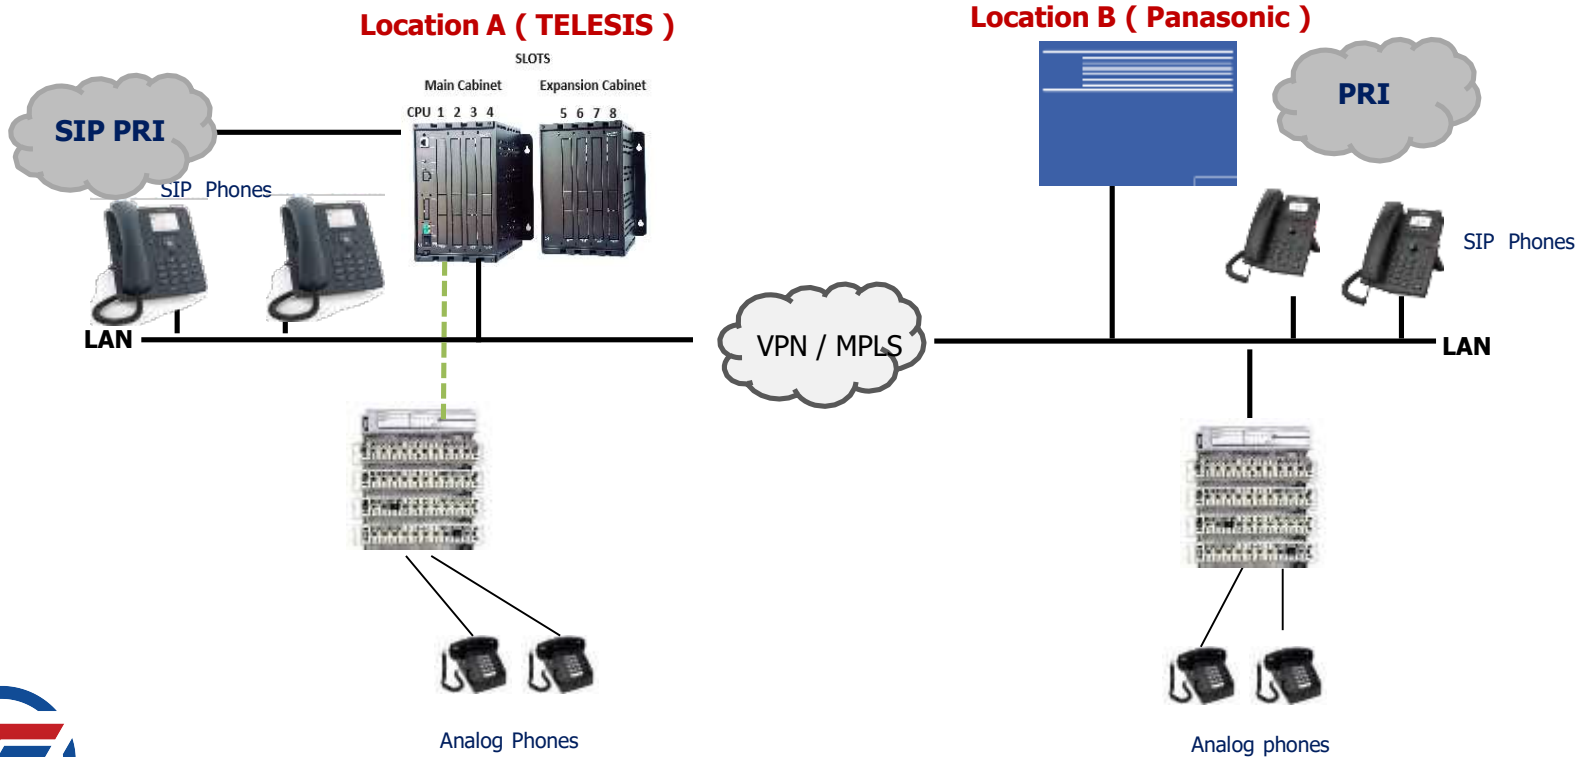 Location A ( TELESIS )
Location B ( Panasonic )
SLOTS
Main Cabinet
Expansion Cabinet
CPU 1 2 3 4
5 6 7 8
SIP PRI
PRI
SIP Phones
SIP Phones
LAN
VPN / MPLS
LAN
Analog Phones
Analog phones